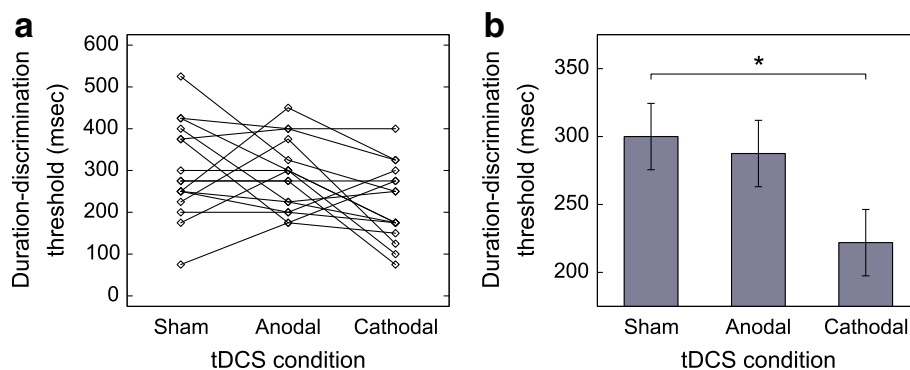 a
Duration-discrimination
threshold (msec)
600
500
400
300
200
100
0
Sham Anodal Cathodal
tDCS condition
b
Duration-discrimination
threshold (msec)
350
300
250
200
*
Sham Anodal Cathodal
tDCS condition